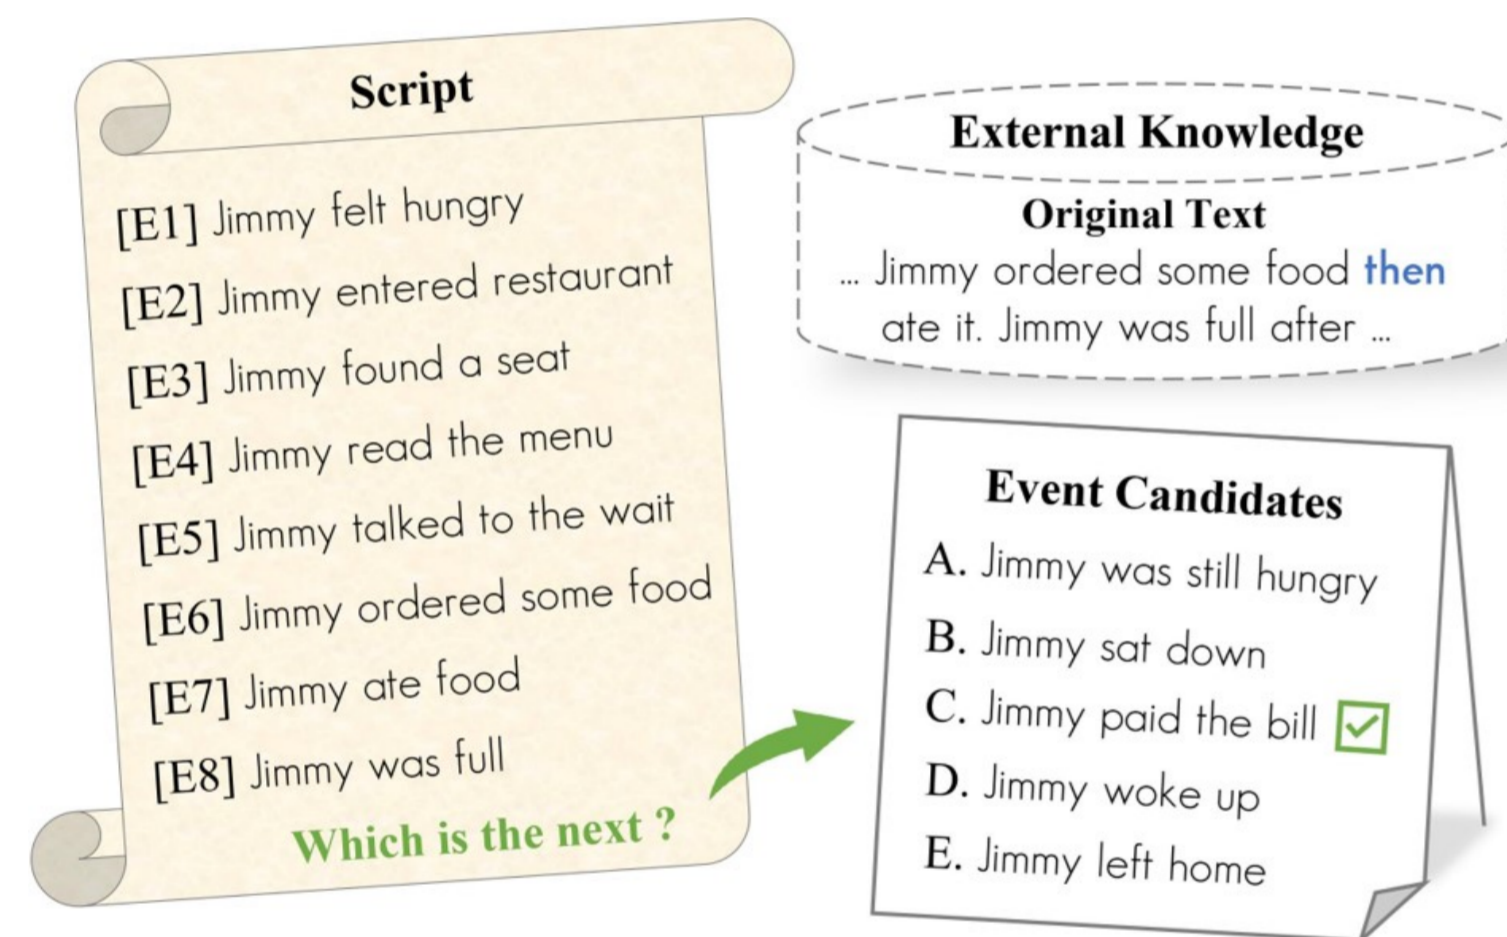 Script
[E1] Jimmy felt hungry
[E2] Jimmy entered restaurant
[E3] Jimmy found a seat
[E4] Jimmy read the menu
[E5] Jimmy talked to the wait
[E6] Jimmy ordered some food
[E7] Jimmy ate food
[E8] Jimmy was full
Which is the next ?
External Knowledge
Original Text
... Jimmy ordered some food then
ate it. Jimmy was full after ...
Event Candidates
A. Jimmy was still hungry
B. Jimmy sat down
C. Jimmy paid the bill
D. Jimmy woke up
E. Jimmy left home